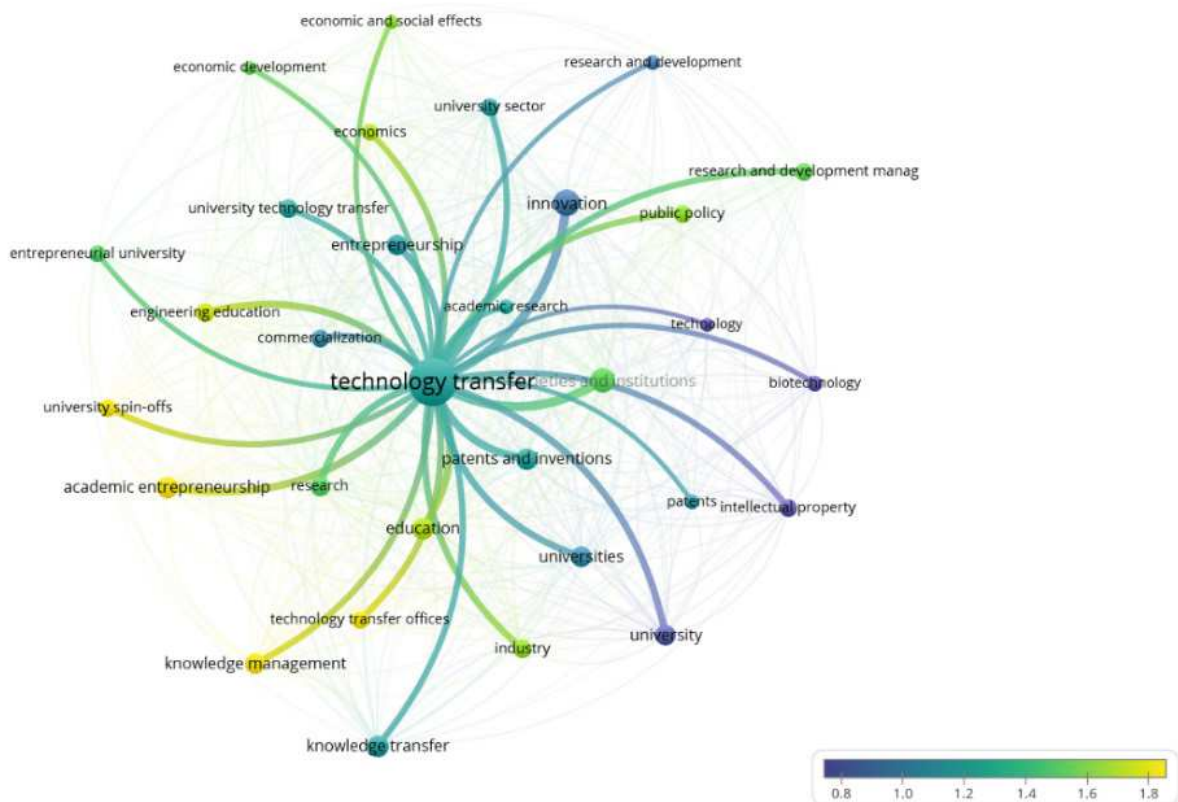 economic and social effects
economic development
research and development
university sector
economics
research and development manag
innovation
university technology transfer
public policy
entrepreneurship
entrepreneurial university
academic research
engineering education
technology
commercialization
technology transfer
and institutions
biotechnology
university spin-offs
patents and inventions
academic entrepreneurship
research
patents
intellectual property
education
universities
technology transfer offices
university
industry
knowledge management
knowledge transfer
0.8 1.0 1.2 1.4 1.6 1.8